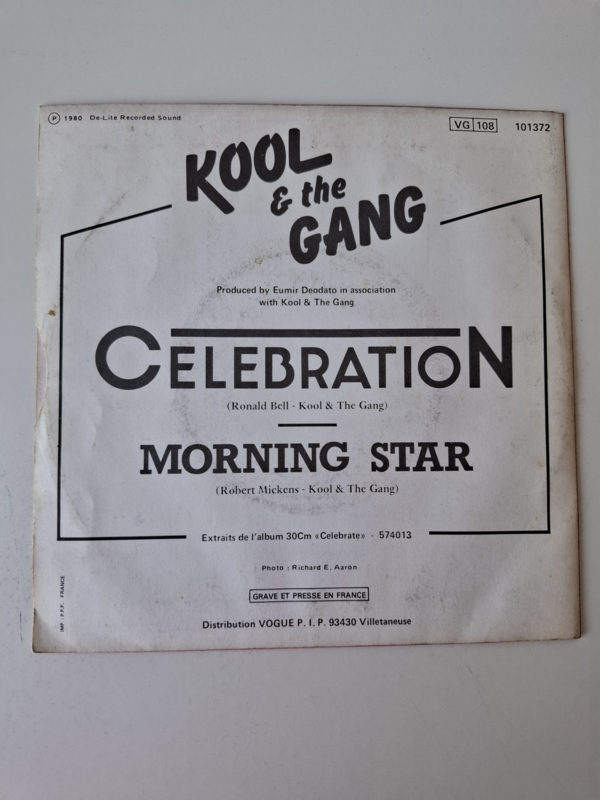 Ⓟ 1980 De-Lite Recorded Sound
VG 108 101372
KOOL
& the
GANG
Produced by Eumir Deodato in association
with Kool & The Gang
CELEBRATION
(Ronald Bell - Kool & The Gang)
MORNING STAR
(Robert Mickens - Kool & The Gang)
Extraits de l'album 30Cm «Celebrate» - 574013
Photo : Richard E. Aaron
GRAVE ET PRESSE EN FRANCE
Distribution VOGUE P. I. P. 93430 Villetaneuse
IMP. F.P.P. FRANCE